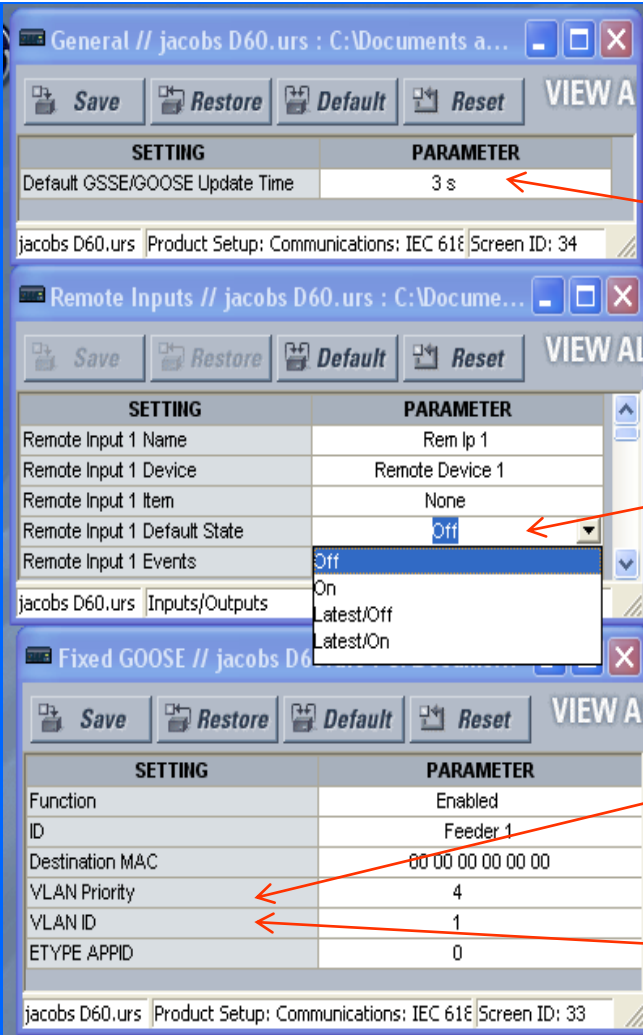 General // jacobs D60.urs : C:\Documents a...
Save Restore Default Reset VIEW A
SETTING PARAMETER
Default GSSE/GOOSE Update Time 3 s
jacobs D60.urs Product Setup: Communications: IEC 618 Screen ID: 34
Remote Inputs // jacobs D60.urs : C:\Docume...
Save Restore Default Reset VIEW AL
SETTING PARAMETER
Remote Input 1 Name Rem Ip 1
Remote Input 1 Device Remote Device 1
Remote Input 1 Item None
Remote Input 1 Default State Off
Remote Input 1 Events Off
On
jacobs D60.urs Inputs/Outputs Latest/Off
Latest/On
Fixed GOOSE // jacobs D6
Save Restore Default Reset VIEW A
SETTING PARAMETER
Function Enabled
ID Feeder 1
Destination MAC 00 00 00 00 00 00
VLAN Priority 4
VLAN ID 1
ETYPE APPID 0
jacobs D60.urs Product Setup: Communications: IEC 618 Screen ID: 33